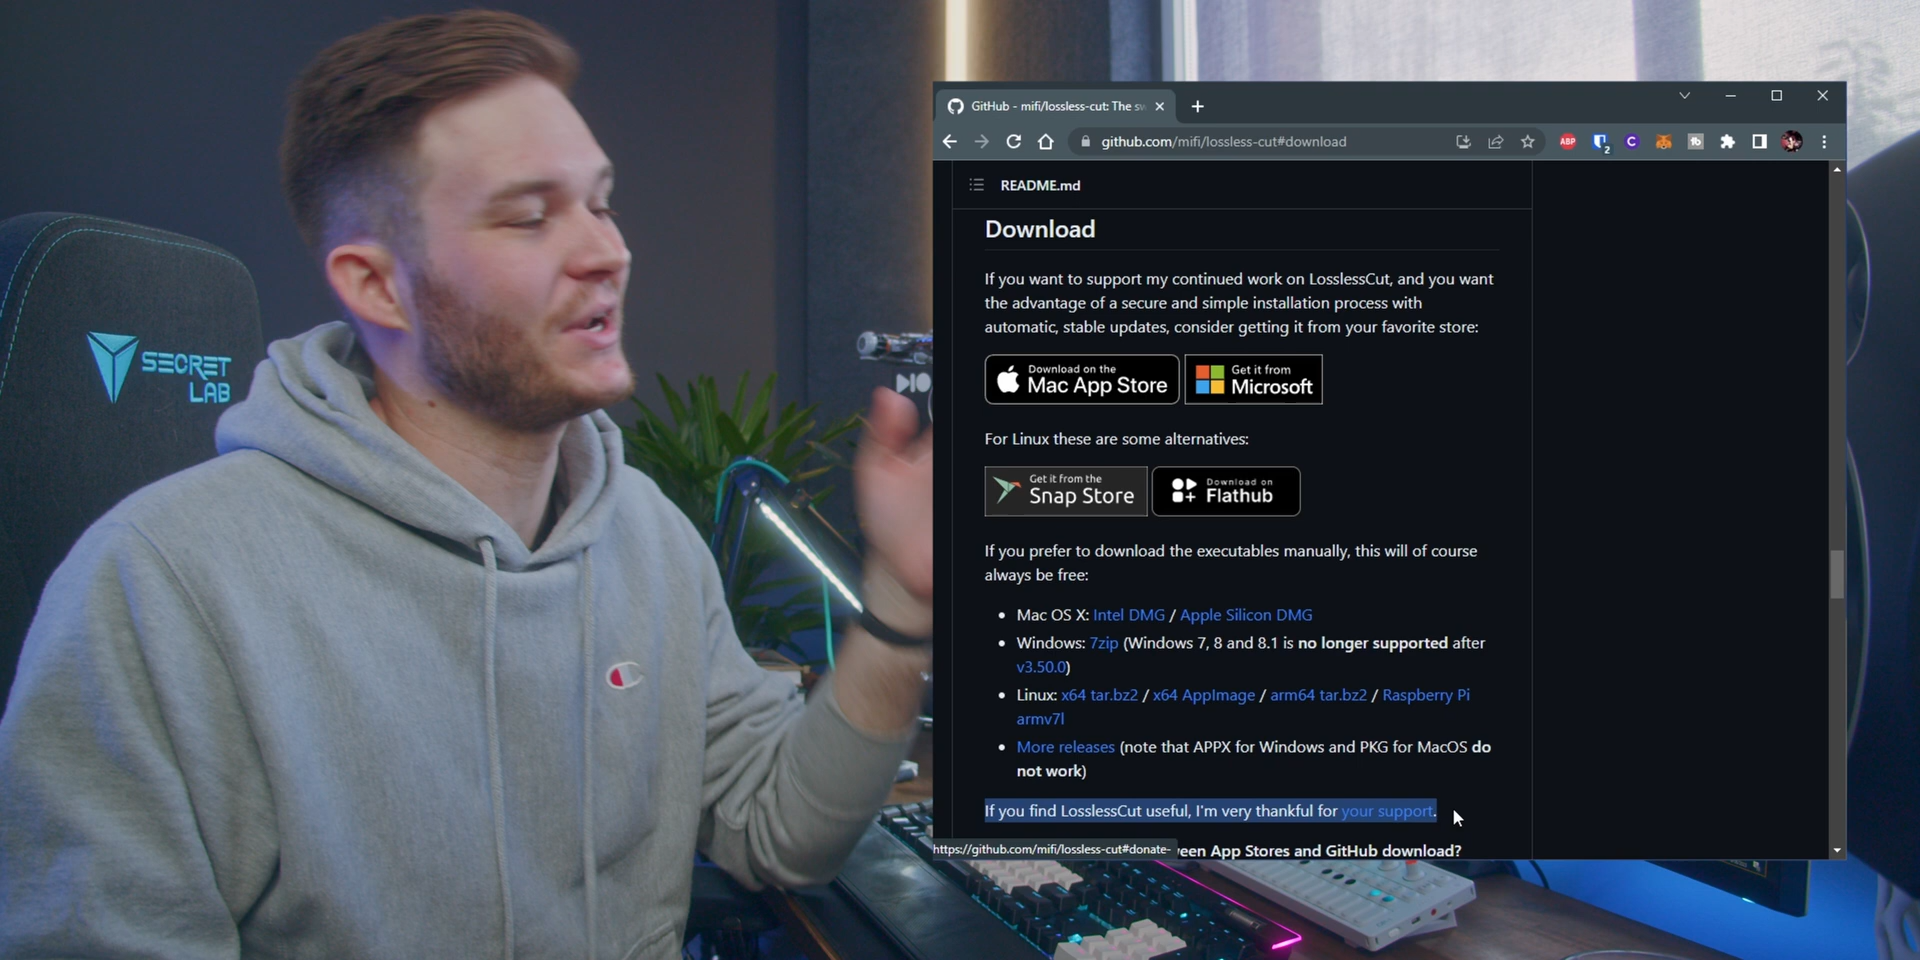 SECRET
LAB
GitHub - mifi/lossless-cut: The sw
github.com/mifi/lossless-cut#download
ABP
2
C
README.md
Download
If you want to support my continued work on LosslessCut, and you want
the advantage of a secure and simple installation process with
automatic, stable updates, consider getting it from your favorite store:
Download on the
Mac App Store
Get it from
Microsoft
For Linux these are some alternatives:
Get it from the
Snap Store
Download on
Flathub
If you prefer to download the executables manually, this will of course
always be free:
Mac OS X: Intel DMG / Apple Silicon DMG
Windows: 7zip (Windows 7, 8 and 8.1 is no longer supported after
v3.50.0)
Linux: x64 tar.bz2 / x64 AppImage / arm64 tar.bz2 / Raspberry Pi
armv7l
More releases (note that APPX for Windows and PKG for MacOS do
not work)
If you find LosslessCut useful, I'm very thankful for your support.
https://github.com/mifi/lossless-cut#donate-
een App Stores and GitHub download?